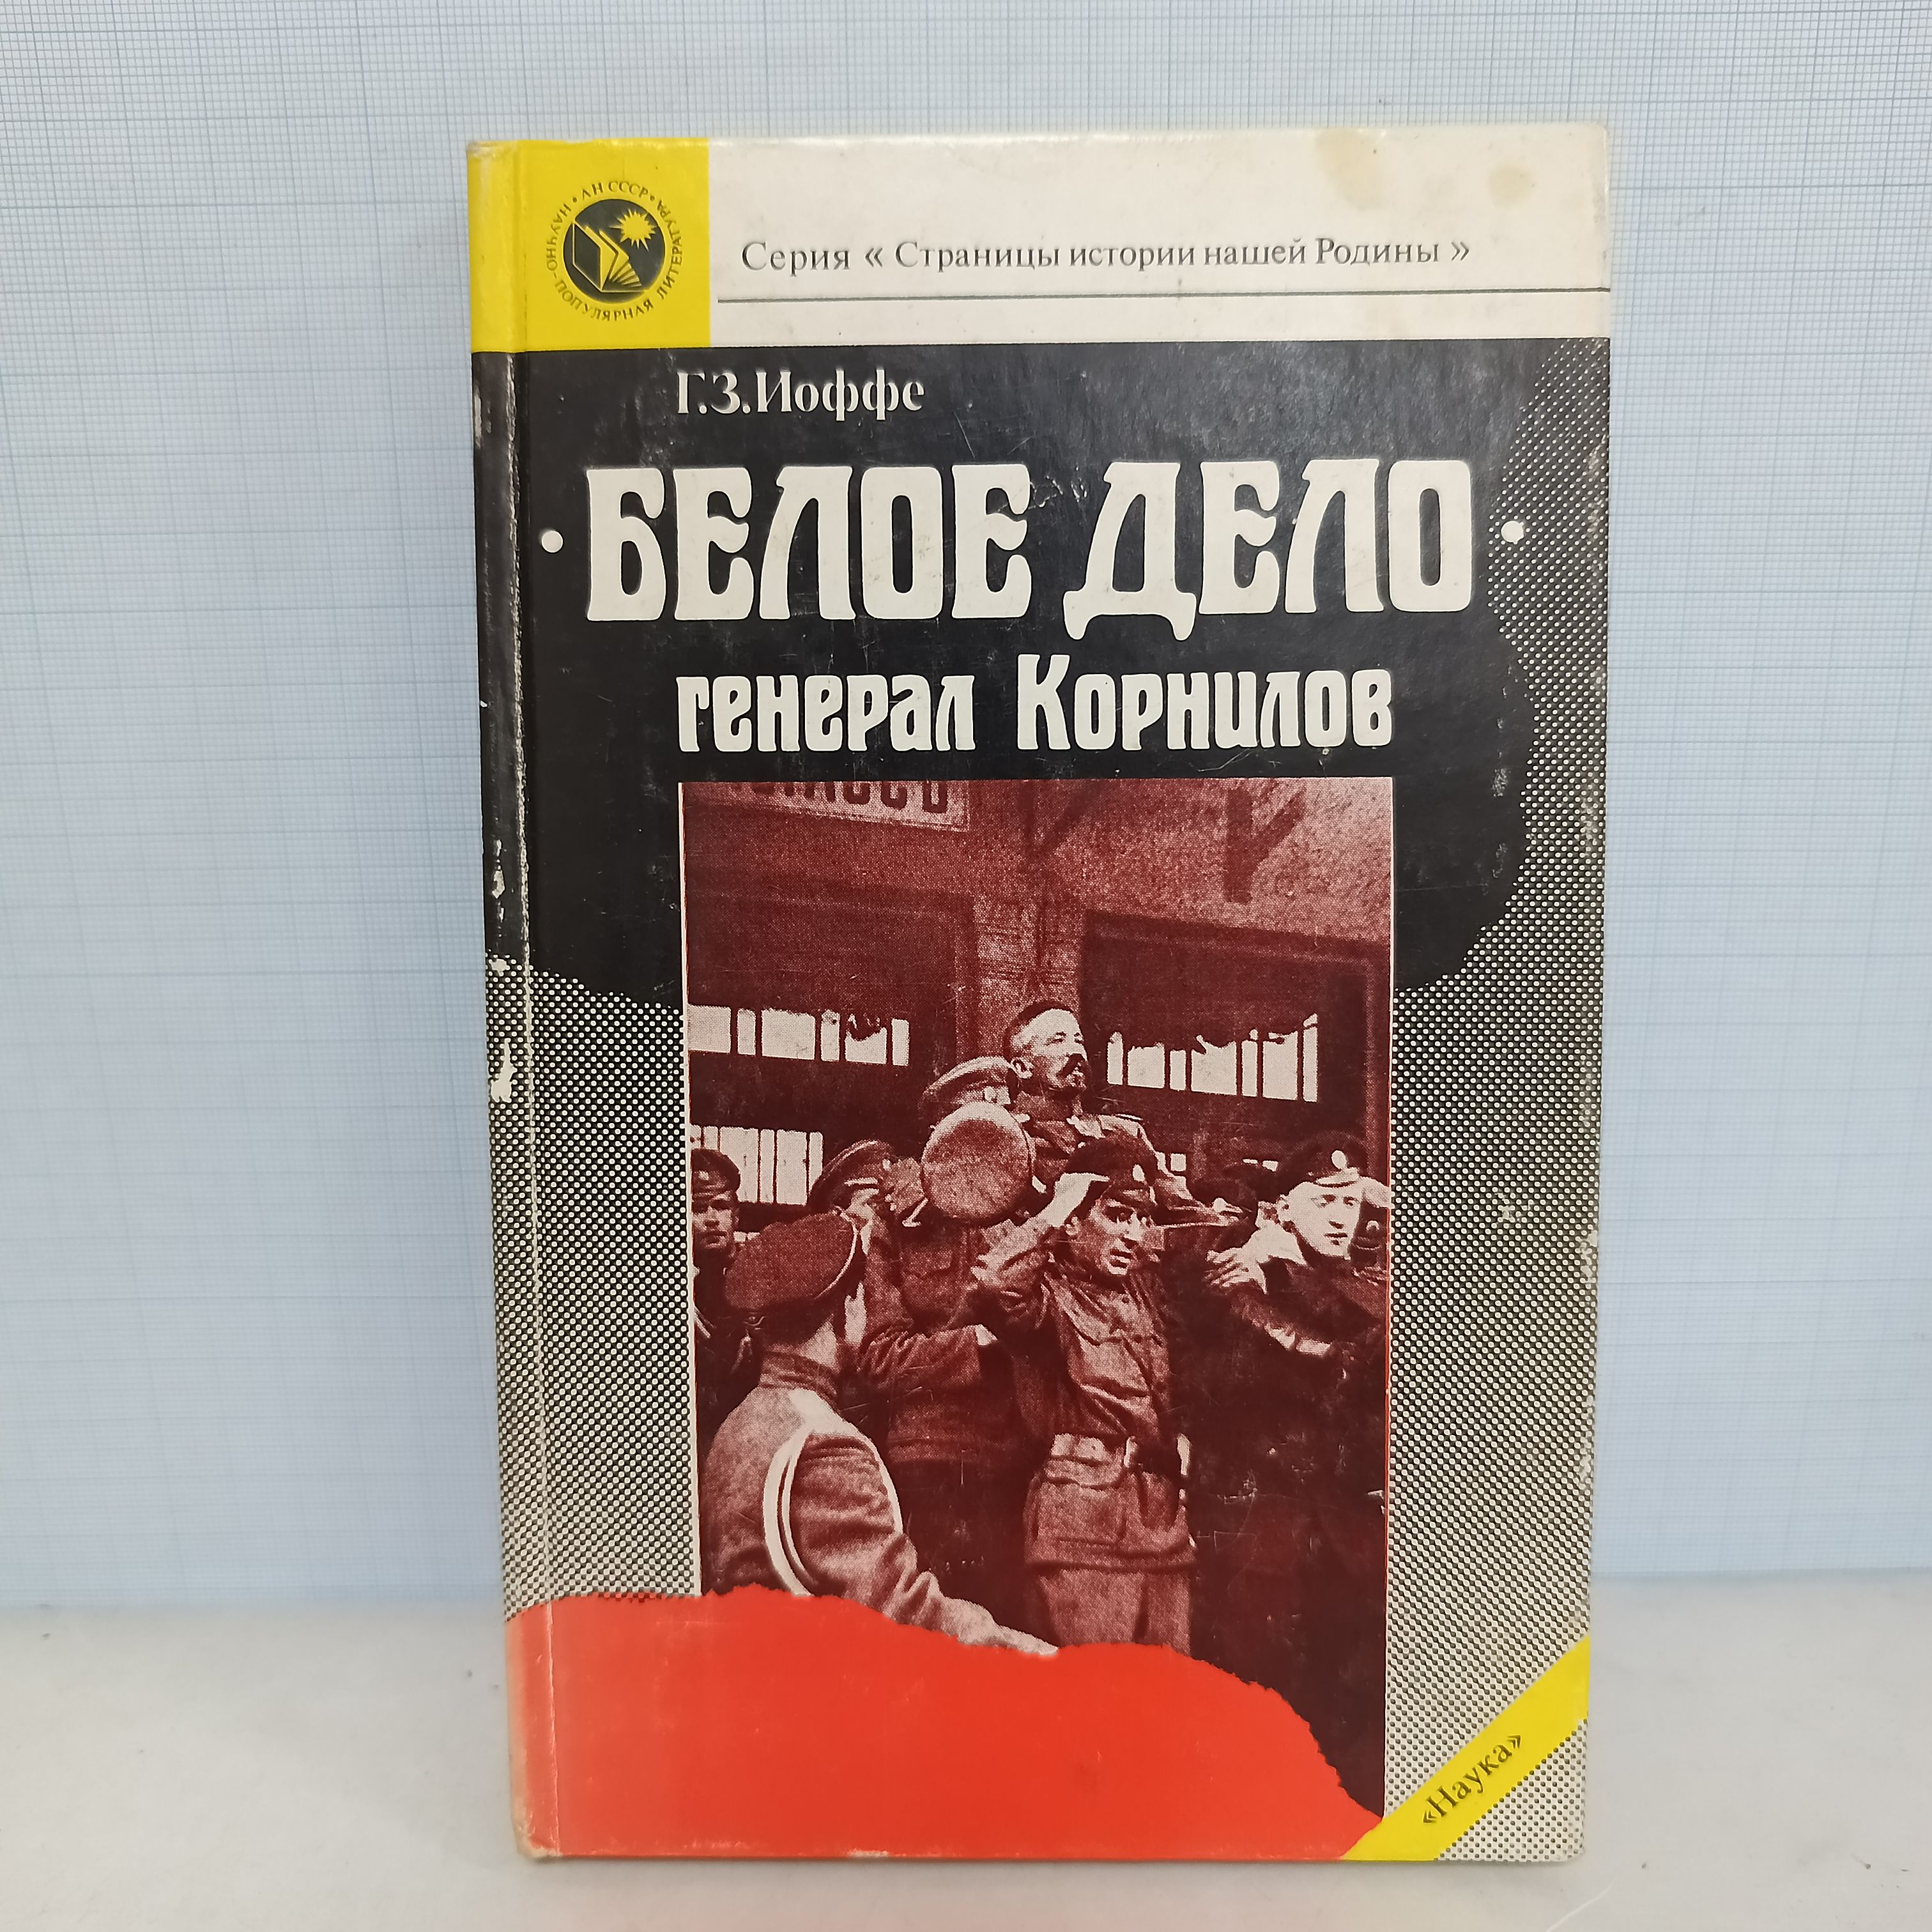 АН СССР • НАУЧНО-ПОПУЛЯРНАЯ ЛИТЕРАТУРА •
Серия « Страницы истории нашей Родины »
Г.З.Иоффе
• БЕЛОЕ ДЕЛО •
генерал Корнилов
«Наука»